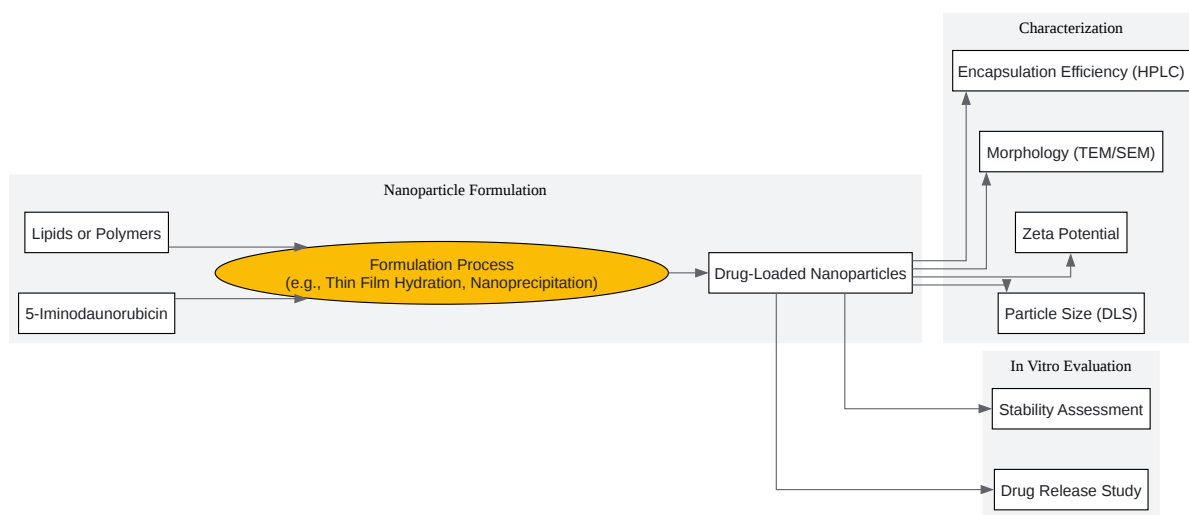 Nanoparticle Formulation
Lipids or Polymers
5-Iminodaunorubicin
Formulation Process
(e.g., Thin Film Hydration, Nanoprecipitation)
Drug-Loaded Nanoparticles
Characterization
Encapsulation Efficiency (HPLC)
Morphology (TEM/SEM)
Zeta Potential
Particle Size (DLS)
In Vitro Evaluation
Stability Assessment
Drug Release Study